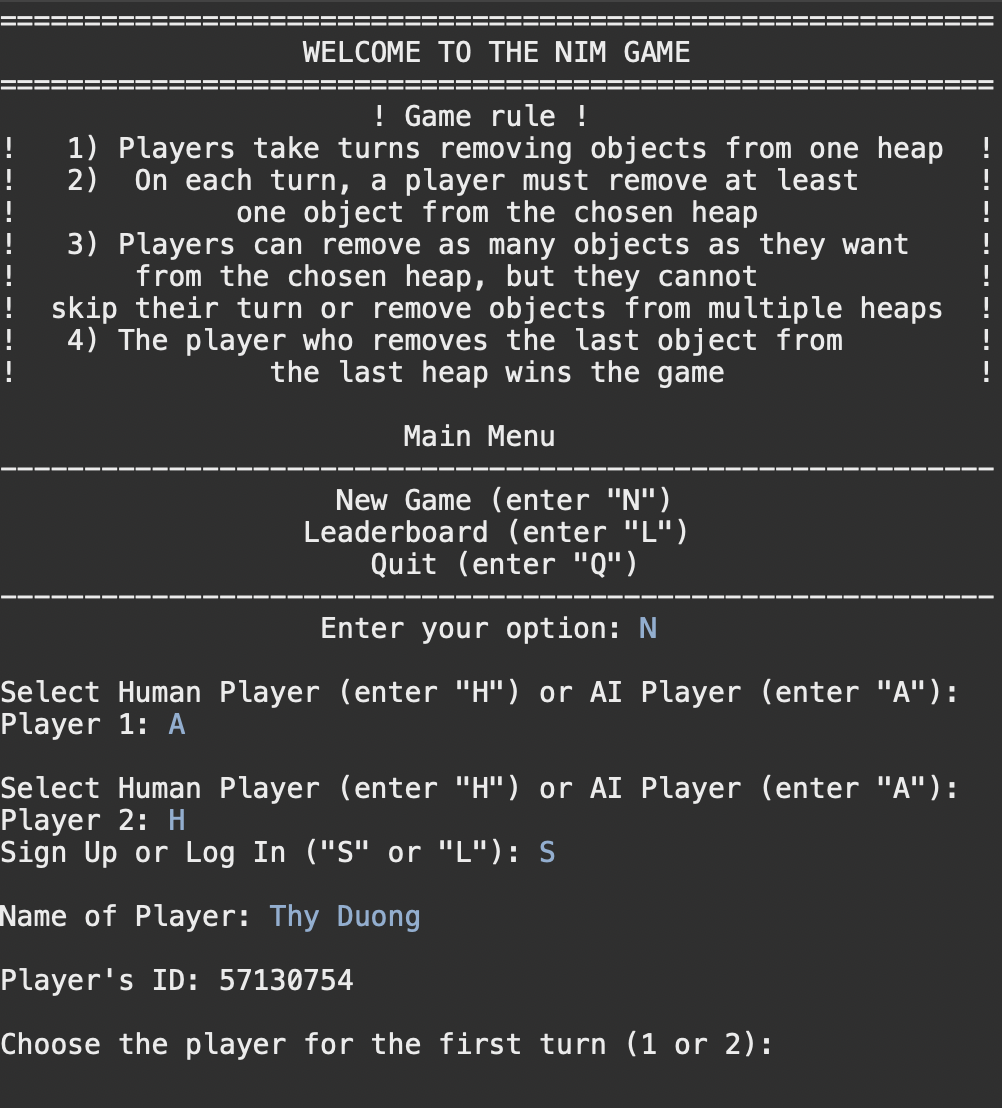 ===========================================================
WELCOME TO THE NIM GAME
===========================================================
! Game rule !
!   1) Players take turns removing objects from one heap  !
!   2)  On each turn, a player must remove at least       !
!             one object from the chosen heap             !
!   3) Players can remove as many objects as they want    !
!       from the chosen heap, but they cannot             !
!  skip their turn or remove objects from multiple heaps  !
!   4) The player who removes the last object from        !
!               the last heap wins the game               !
Main Menu
-----------------------------------------------------------
New Game (enter "N")
Leaderboard (enter "L")
Quit (enter "Q")
-----------------------------------------------------------
Enter your option: N
Select Human Player (enter "H") or AI Player (enter "A"):
Player 1: A
Select Human Player (enter "H") or AI Player (enter "A"):
Player 2: H
Sign Up or Log In ("S" or "L"): S
Name of Player: Thy Duong
Player's ID: 57130754
Choose the player for the first turn (1 or 2):